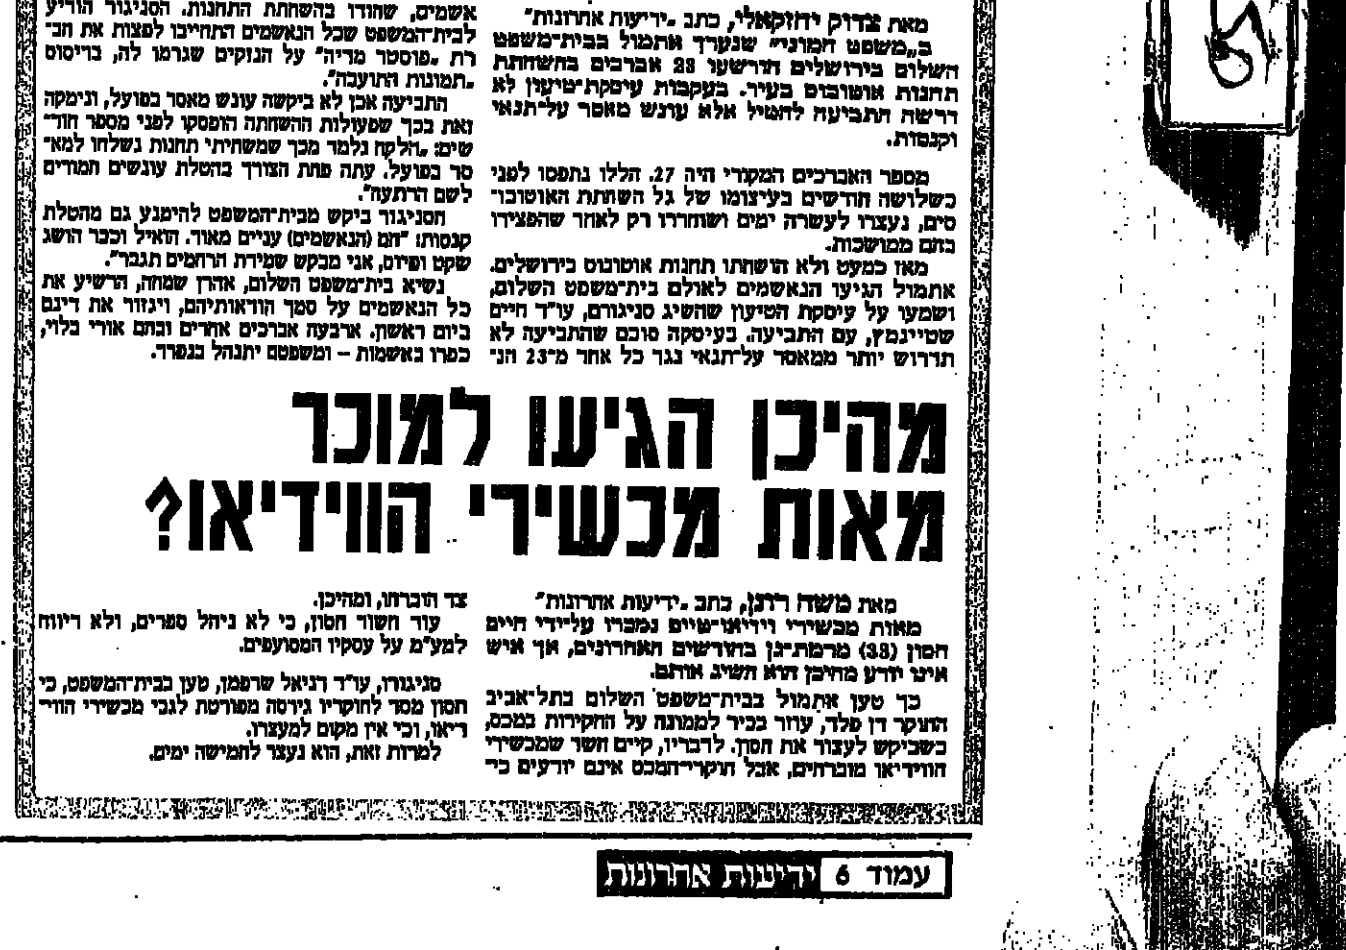 מאת צדוק יחזקאלי, כתב „ידיעות אחרונות"
ב„משפט המוני" שנערך אתמול בבית־משפט
השלום בירושלים הורשעו 23 אברכים בהשחתת
תחנות אוטובוס בעיר. בעקבות עיסקת־טיעון לא
דרשה התביעה להטיל אלא עונש מאסר על־תנאי
וקנסות.
מספר האברכים המקורי היה 27. הללו נתפסו לפני
כשלושה חודשים בעיצומו של גל השחתת האוטובו־
סים, נעצרו לעשרה ימים ושוחררו רק לאחר שהפצירו
בהם ממושכות.
מאז כמעט ולא הושחתו תחנות אוטובוס בירושלים.
אתמול הגיעו הנאשמים לאולם בית־משפט השלום,
ושמעו על עיסקת הטיעון שהשיג סניגורם, עו"ד חיים
שטיינמץ, עם התביעה. בעיסקה סוכם שהתביעה לא
תדרוש יותר ממאסר על־תנאי נגד כל אחד מ־23 הנ־
אשמים, שהודו בהשחתת התחנות. הסניגור הודיע
לבית־המשפט שכל הנאשמים התחייבו לפצות את חב־
רת „פוסטר מדיה" על הנזקים שגרמו לה, בריסוס
„תמונות התועבה".
התביעה אכן לא ביקשה עונש מאסר בפועל, ונימקה
זאת בכך שפעולות ההשחתה הופסקו לפני מספר חוד־
שים: „הלקח נלמד מכך שמשחיתי תחנות נשלחו למא־
סר בפועל. עתה פחת הצורך בהטלת עונשים חמורים
לשם הרתעה".
הסניגור ביקש מבית־המשפט להימנע גם מהטלת
קנסות: "הם (הנאשמים) עניים מאוד. הואיל וכבר הושג
שקט ופיוס, אני מבקש שמידת הרחמים תגבר".
נשיא בית־משפט השלום, אהרן שמחה, הרשיע את
כל הנאשמים על סמך הודאותיהם, ויגזור את דינם
ביום ראשון. ארבעה אברכים אחרים ובהם אורי בלוי,
כפרו באשמות – ומשפטם יתנהל בנפרד.
מהיכן הגיעו למוכר
מאות מכשירי הווידיאו?
מאת משה רונן, כתב „ידיעות אחרונות"
מאות מכשירי וידיאו־טייפ נמכרו על־ידי חיים
חסון (38) מרמת־גן בחודשים האחרונים, אך איש
אינו יודע מהיכן הוא השיג אותם.
כך טען אתמול בבית־משפט השלום בתל־אביב
החוקר דן פלד, עוזר בכיר לממונה על החקירות במכס,
כשביקש לעצור את חסון. לדבריו, קיים חשד שמכשירי
הווידיאו מוברחים, אבל חוקרי־המכס אינם יודעים כי־
צד הוברחו, ומהיכן.
עוד חשוד חסון, כי לא ניהל ספרים, ולא דיווח
למע"מ על עסקיו המסועפים.
סניגורו, עו"ד דניאל שרפמן, טען בבית־המשפט, כי
חסון מסר לחוקריו גירסה מפורטת לגבי מכשירי הווי־
דיאו, וכי אין מקום למעצרו.
למרות זאת, הוא נעצר לחמישה ימים.
עמוד 6 ידיעות אחרונות